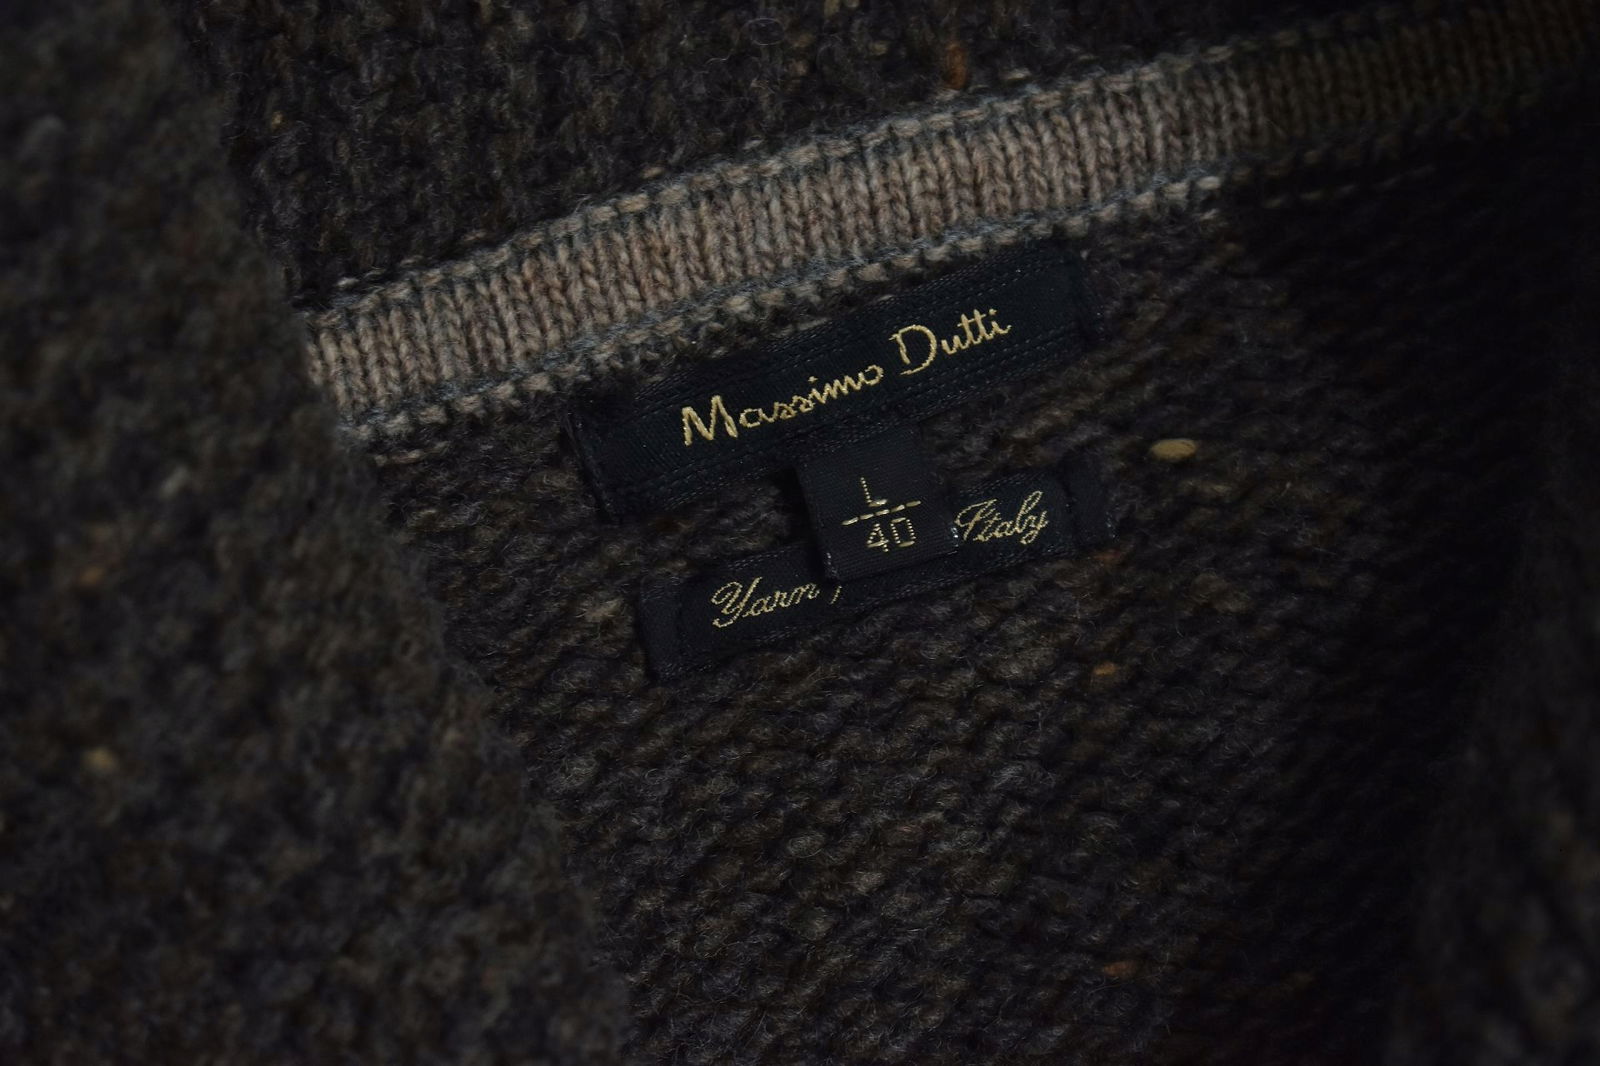 Massimo Dutti
L
40
Yarn Italy